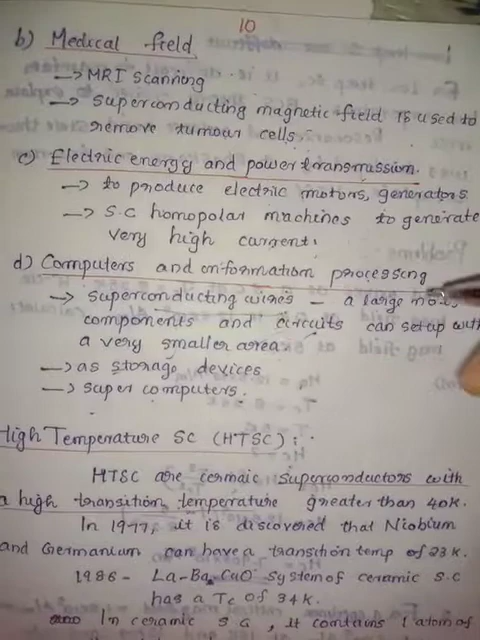 10
b) Medical field
→ MRI scanning
→ superconducting magnetic field is used to
remove tumour cells.
c) Electric energy and power transmission.
→ to produce electric motors, generators
→ S.C homopolar machines to generate
very high current.
d) Computers and information processing
→ superconducting wires - a large no of
components and circuits can setup with
a very smaller area.
→ as storage devices
→ super computers.
High Temperature SC (HTSC):
HTSC are cermaic superconductors with
a high transition temperature greater than 40K.
In 1977, it is discovered that Niobium
and Germanium can have a transition temp of 23K.
1986 - La-Ba, CuO system of ceramic S.C
has a Tc of 34K.
In ceramic S C, it contains 1 atom of